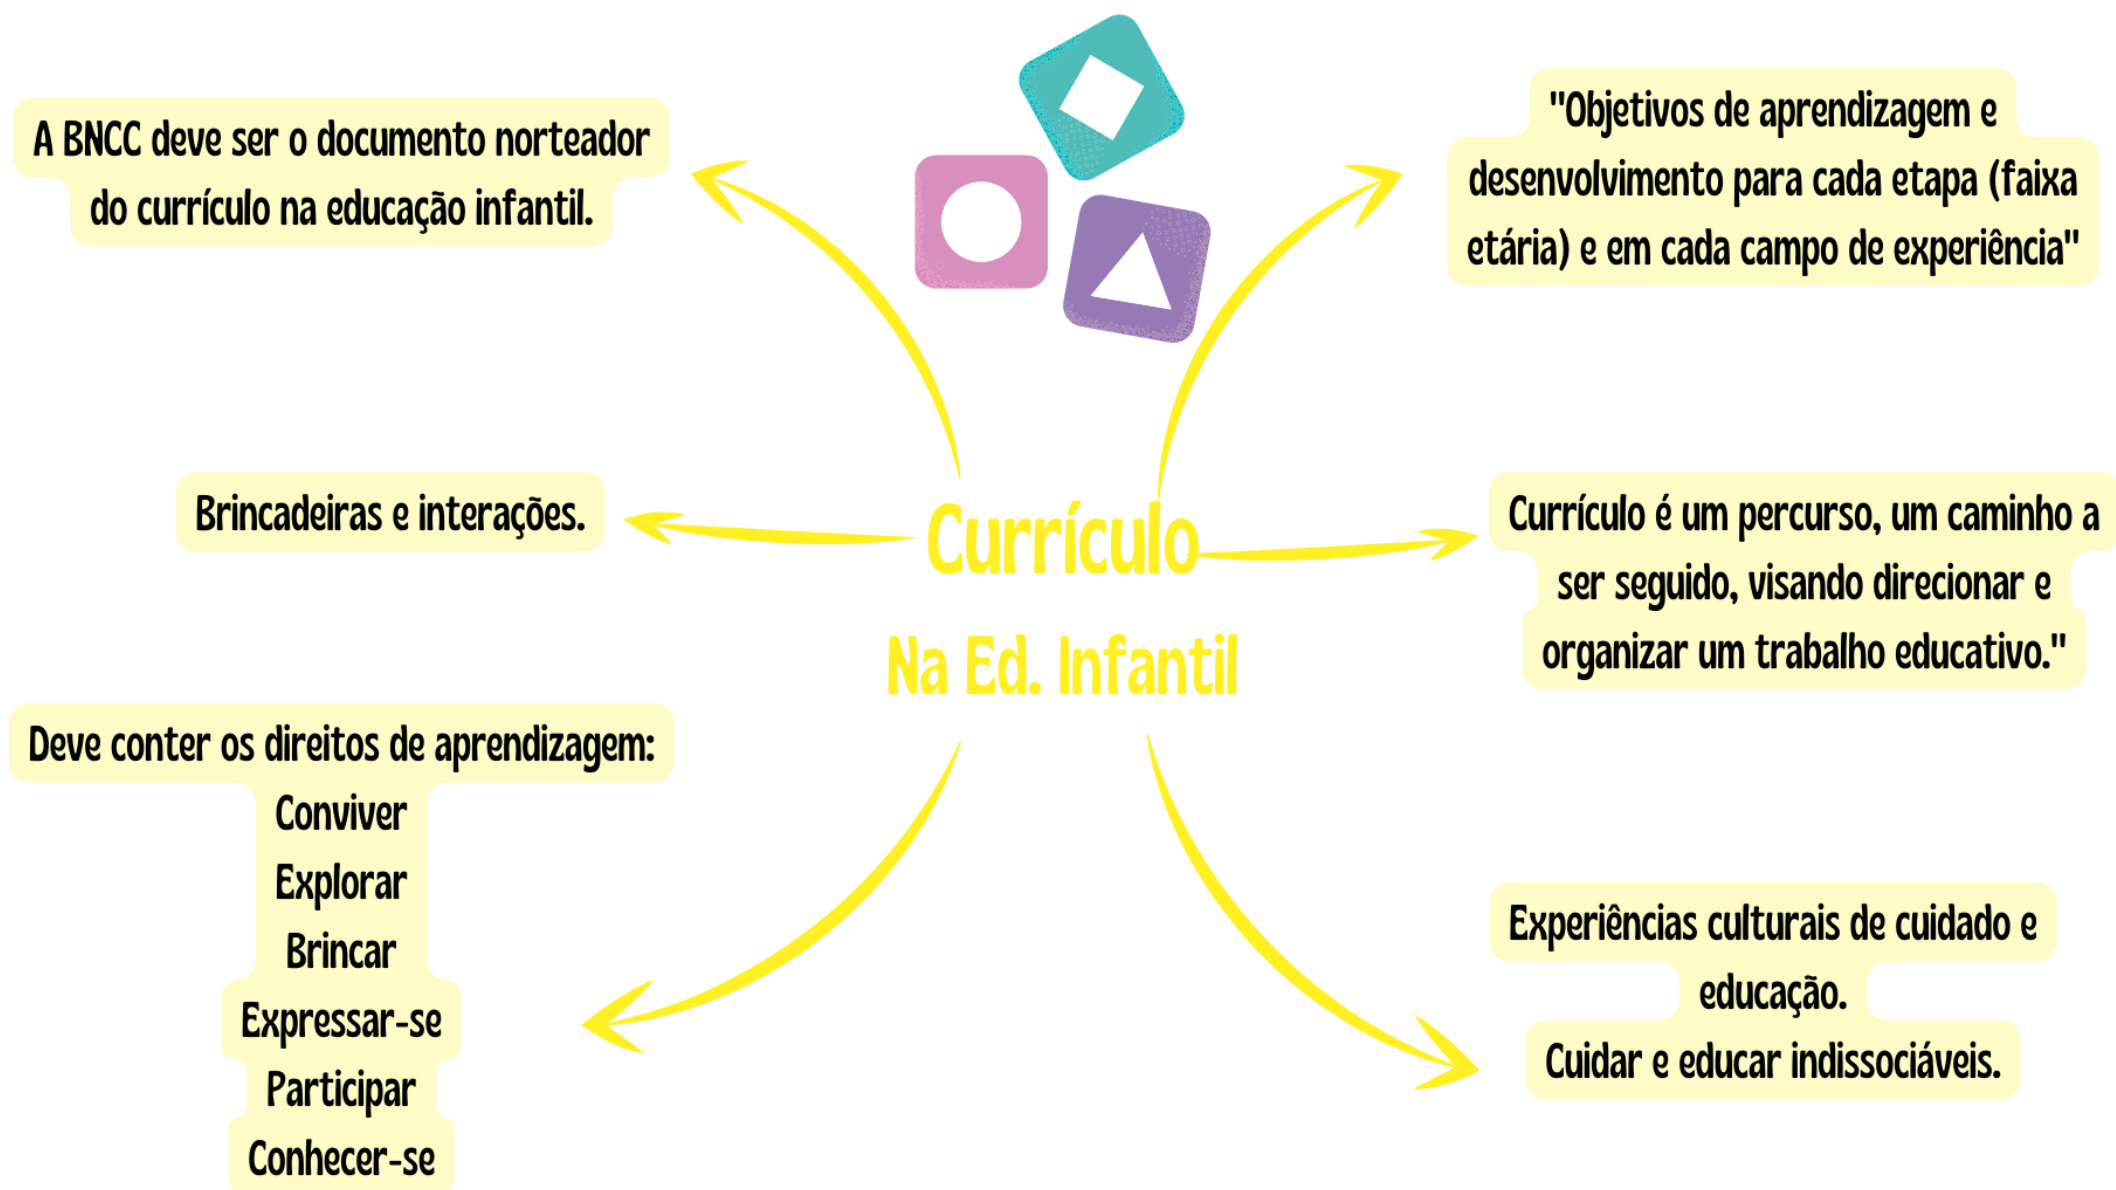 A BNCC deve ser o documento norteador
do currículo na educação infantil.
"Objetivos de aprendizagem e
desenvolvimento para cada etapa (faixa
etária) e em cada campo de experiência"
Brincadeiras e interações.
Currículo
Na Ed. Infantil
Currículo é um percurso, um caminho a
ser seguido, visando direcionar e
organizar um trabalho educativo."
Deve conter os direitos de aprendizagem:
Conviver
Explorar
Brincar
Expressar-se
Participar
Conhecer-se
Experiências culturais de cuidado e
educação.
Cuidar e educar indissociáveis.